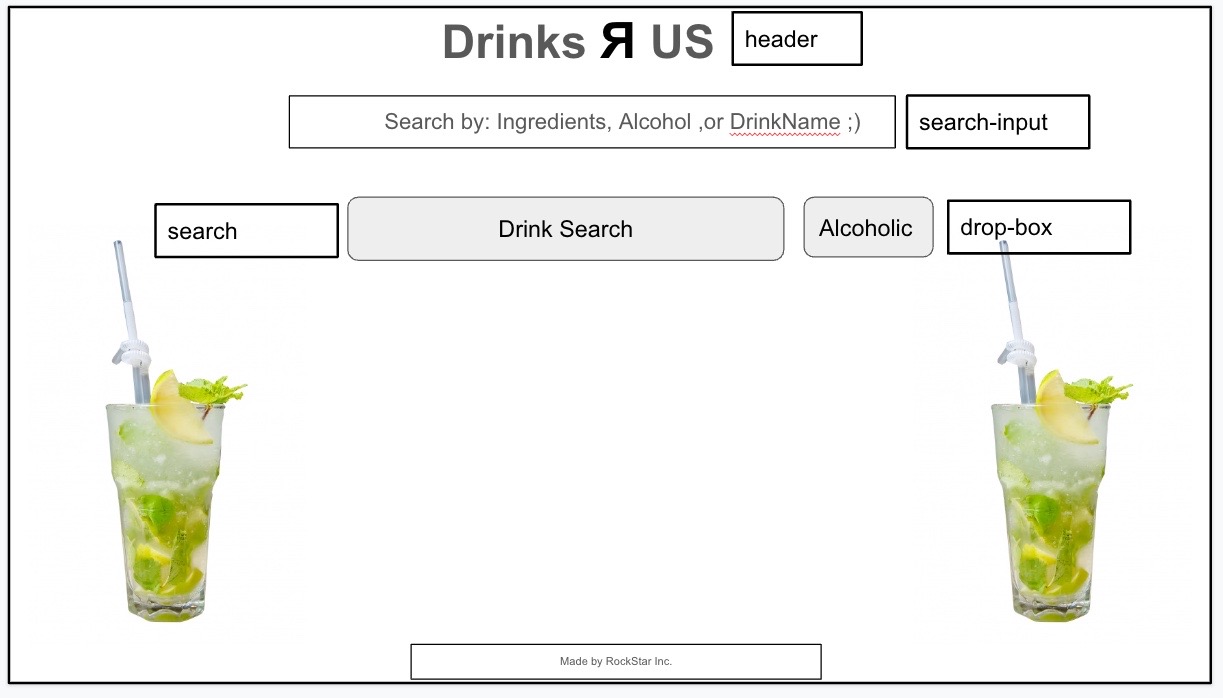 Drinks Я US
header
Search by: Ingredients, Alcohol ,or DrinkName ;)
search-input
search
Drink Search
Alcoholic
drop-box
Made by RockStar Inc.